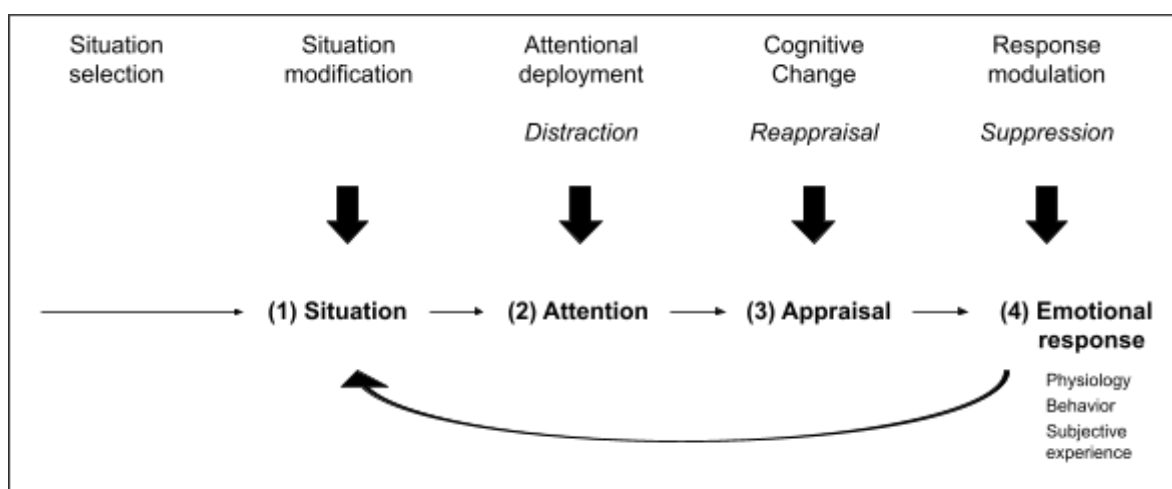 Situation
selection
Situation
modification
Attentional
deployment
Cognitive
Change
Response
modulation
Distraction
Reappraisal
Suppression
(1) Situation
(2) Attention
(3) Appraisal
(4) Emotional
response
Physiology
Behavior
Subjective
experience